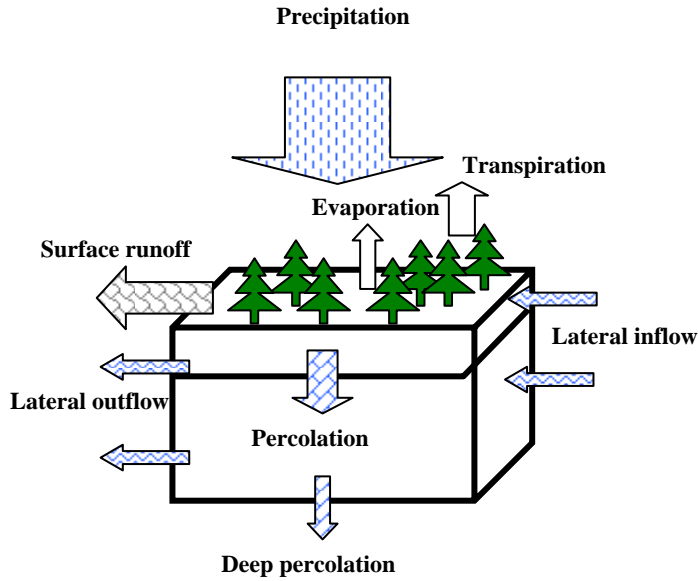 Precipitation
Transpiration
Evaporation
Surface runoff
Lateral inflow
Lateral outflow
Percolation
Deep percolation